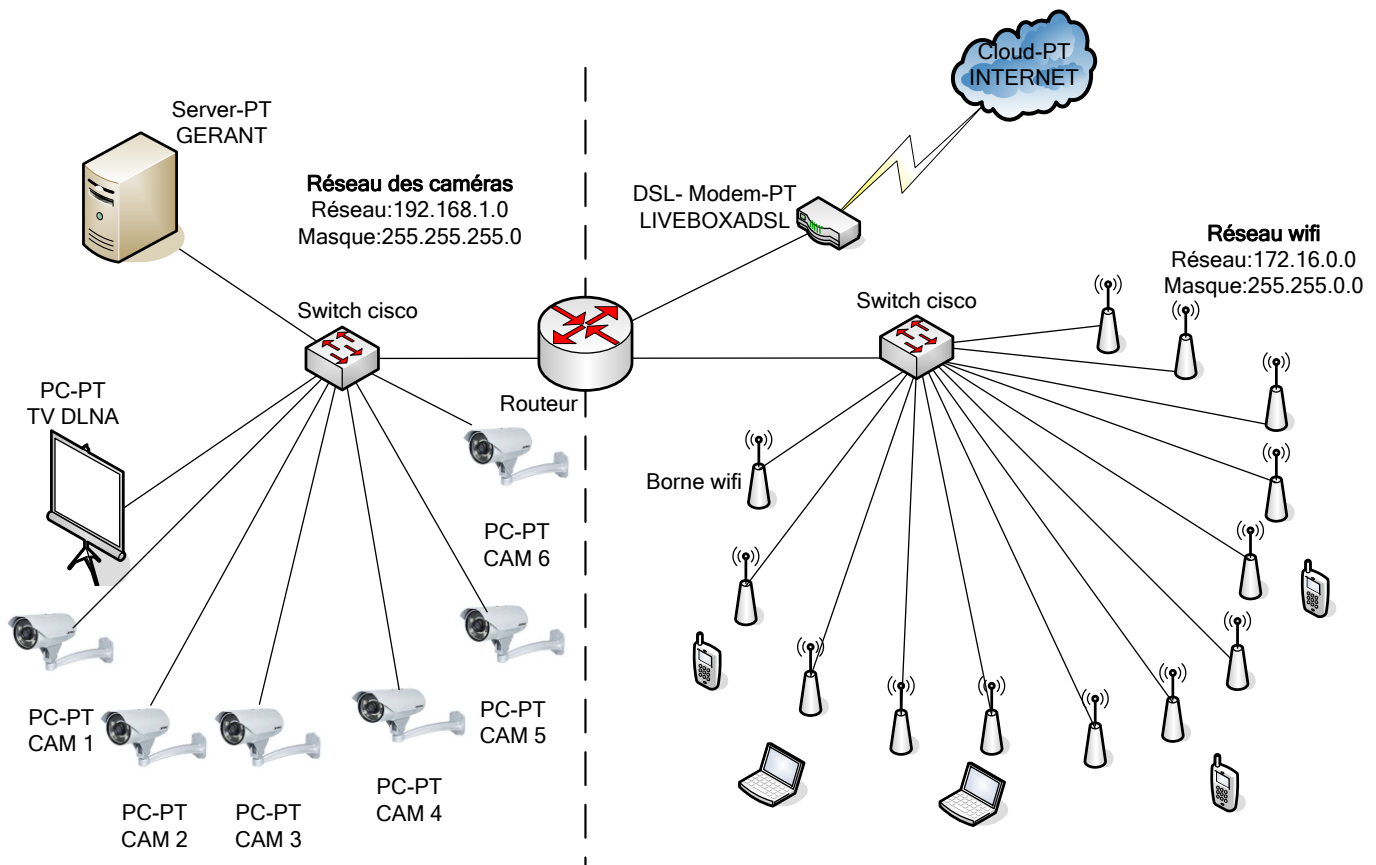 Cloud-PT
INTERNET
Server-PT
GERANT
Réseau des caméras
Réseau:192.168.1.0
Masque:255.255.255.0
DSL- Modem-PT
LIVEBOXADSL
Réseau wifi
Réseau:172.16.0.0
Masque:255.255.0.0
Switch cisco
Switch cisco
PC-PT
TV DLNA
Routeur
Borne wifi
PC-PT
CAM 6
PC-PT
CAM 1
PC-PT
CAM 5
PC-PT
CAM 4
PC-PT
CAM 2
PC-PT
CAM 3